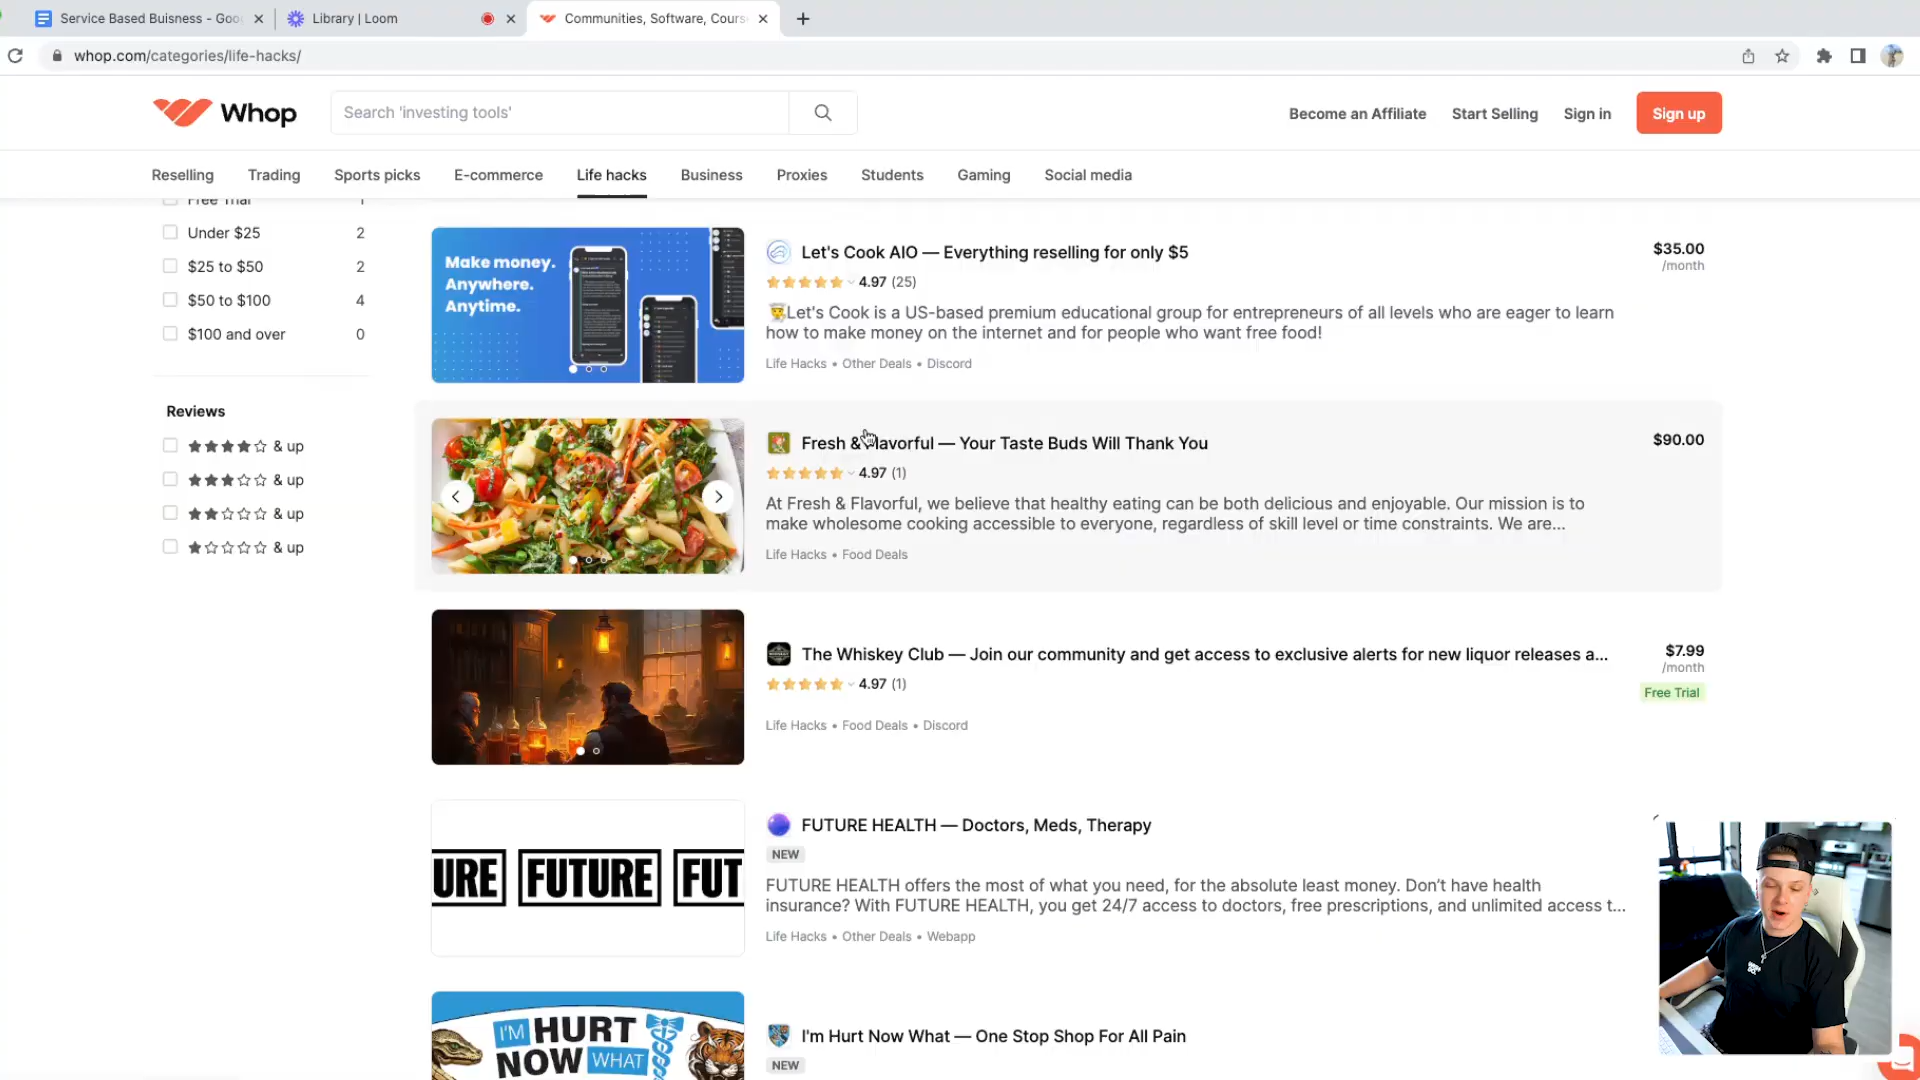 Service Based Buisness - Goo
Library | Loom
Communities, Software, Cours
whop.com/categories/life-hacks/
Whop
Search 'investing tools'
Become an Affiliate
Start Selling
Sign in
Sign up
Reselling
Trading
Sports picks
E-commerce
Life hacks
Business
Proxies
Students
Gaming
Social media
Free Trial 1
Under $25 2
$25 to $50 2
$50 to $100 4
$100 and over 0
Reviews
& up
& up
& up
& up
Make money.
Anywhere.
Anytime.
Let's Cook AIO — Everything reselling for only $5
4.97 (25)
Let's Cook is a US-based premium educational group for entrepreneurs of all levels who are eager to learn
how to make money on the internet and for people who want free food!
Life Hacks • Other Deals • Discord
$35.00
/month
Fresh & Flavorful — Your Taste Buds Will Thank You
4.97 (1)
At Fresh & Flavorful, we believe that healthy eating can be both delicious and enjoyable. Our mission is to
make wholesome cooking accessible to everyone, regardless of skill level or time constraints. We are...
Life Hacks • Food Deals
$90.00
The Whiskey Club — Join our community and get access to exclusive alerts for new liquor releases a...
4.97 (1)
Life Hacks • Food Deals • Discord
$7.99
/month
Free Trial
URE FUTURE FUT
FUTURE HEALTH — Doctors, Meds, Therapy
NEW
FUTURE HEALTH offers the most of what you need, for the absolute least money. Don’t have health
insurance? With FUTURE HEALTH, you get 24/7 access to doctors, free prescriptions, and unlimited access t...
Life Hacks • Other Deals • Webapp
I'M HURT
NOW WHAT
I'm Hurt Now What — One Stop Shop For All Pain
NEW